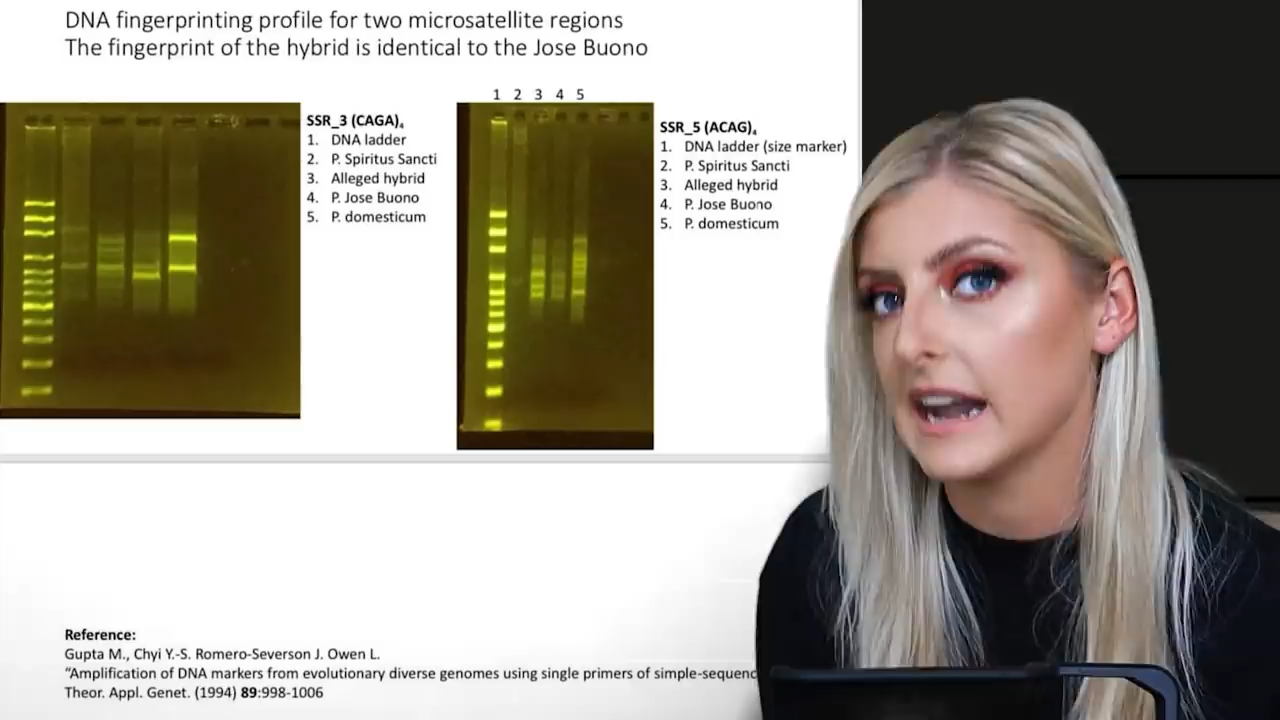 DNA fingerprinting profile for two microsatellite regions
The fingerprint of the hybrid is identical to the Jose Buono
1 2 3 4 5
SSR_3 (CAGA)₄
1. DNA ladder
2. P. Spiritus Sancti
3. Alleged hybrid
4. P. Jose Buono
5. P. domesticum
SSR_5 (ACAG)₄
1. DNA ladder (size marker)
2. P. Spiritus Sancti
3. Alleged hybrid
4. P. Jose Buono
5. P. domesticum
Reference:
Gupta M., Chyi Y.-S. Romero-Severson J. Owen L.
“Amplification of DNA markers from evolutionary diverse genomes using single primers of simple-sequenc
Theor. Appl. Genet. (1994) 89:998-1006